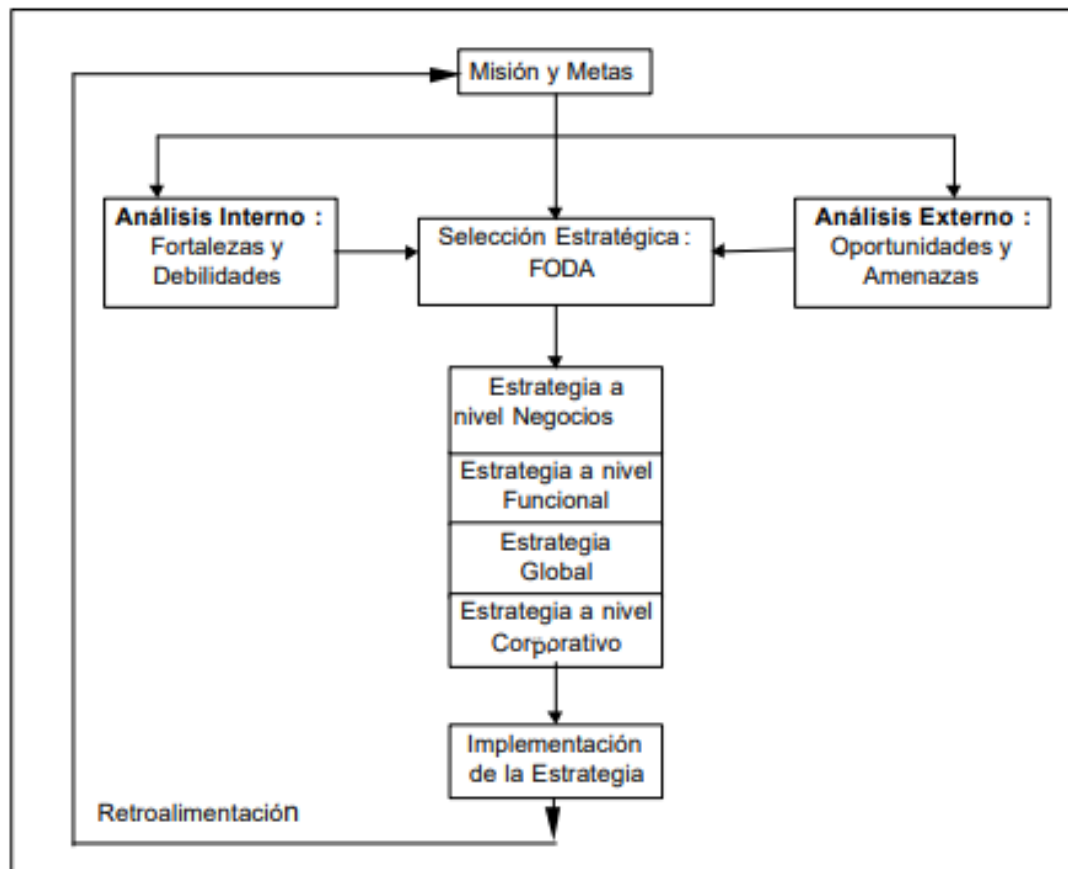 Misión y Metas
Análisis Interno :
Fortalezas y
Debilidades
Selección Estratégica :
FODA
Análisis Externo :
Oportunidades y
Amenazas
Estrategia a
nivel Negocios
Estrategia a nivel
Funcional
Estrategia
Global
Estrategia a nivel
Corporativo
Implementación
de la Estrategia
Retroalimentación